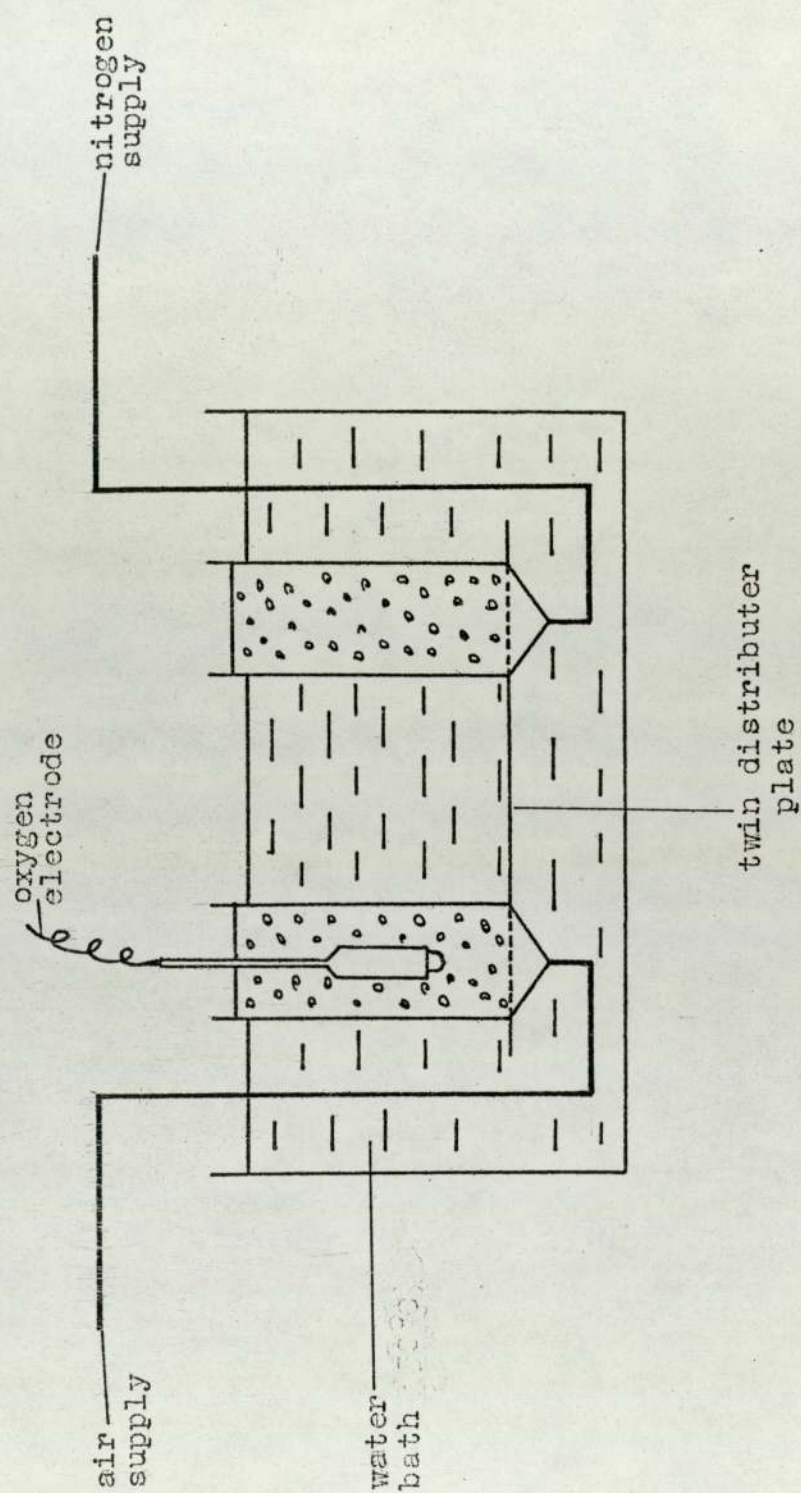 oxygen
electrode
nitrogen
supply
air
supply
water
bath
twin distributer
plate